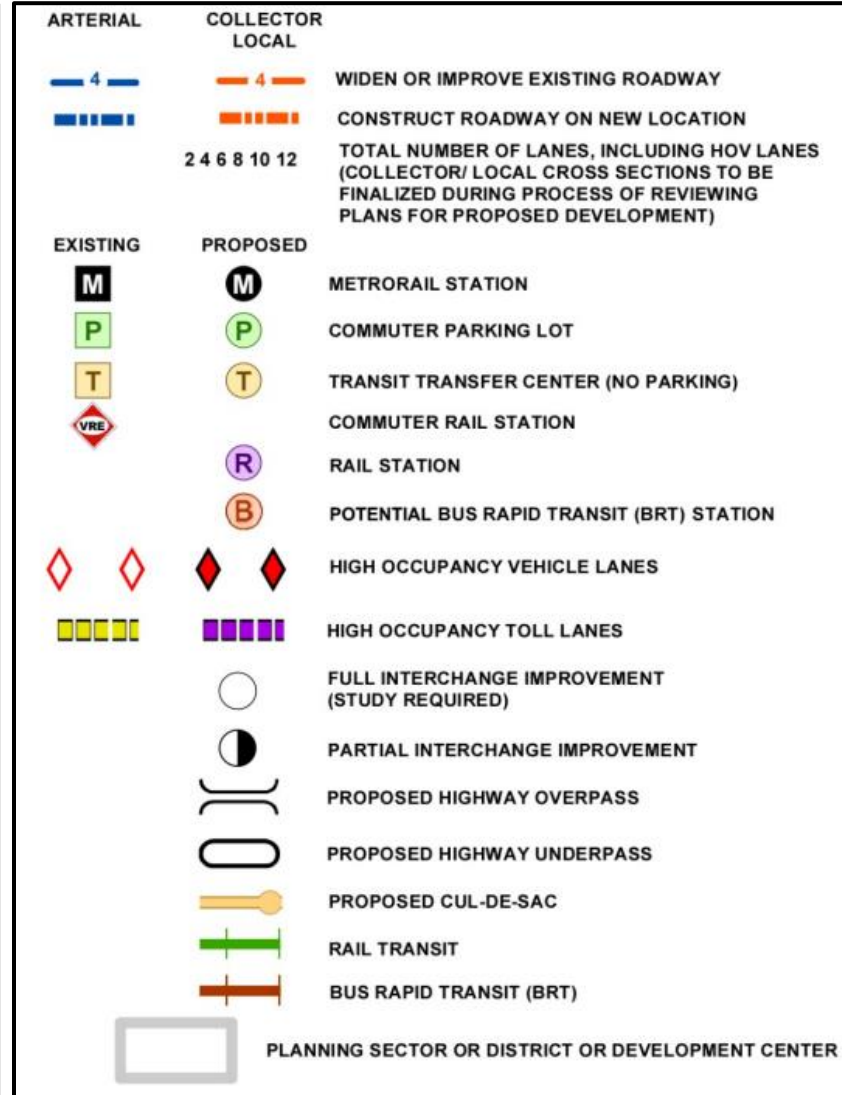 ARTERIAL COLLECTOR
LOCAL
4 4 WIDEN OR IMPROVE EXISTING ROADWAY
CONSTRUCT ROADWAY ON NEW LOCATION
2 4 6 8 10 12 TOTAL NUMBER OF LANES, INCLUDING HOV LANES
(COLLECTOR/ LOCAL CROSS SECTIONS TO BE
FINALIZED DURING PROCESS OF REVIEWING
PLANS FOR PROPOSED DEVELOPMENT)
EXISTING PROPOSED
M M METRORAIL STATION
P P COMMUTER PARKING LOT
T T TRANSIT TRANSFER CENTER (NO PARKING)
VRE COMMUTER RAIL STATION
R RAIL STATION
B POTENTIAL BUS RAPID TRANSIT (BRT) STATION
HIGH OCCUPANCY VEHICLE LANES
HIGH OCCUPANCY TOLL LANES
FULL INTERCHANGE IMPROVEMENT
(STUDY REQUIRED)
PARTIAL INTERCHANGE IMPROVEMENT
PROPOSED HIGHWAY OVERPASS
PROPOSED HIGHWAY UNDERPASS
PROPOSED CUL-DE-SAC
RAIL TRANSIT
BUS RAPID TRANSIT (BRT)
PLANNING SECTOR OR DISTRICT OR DEVELOPMENT CENTER